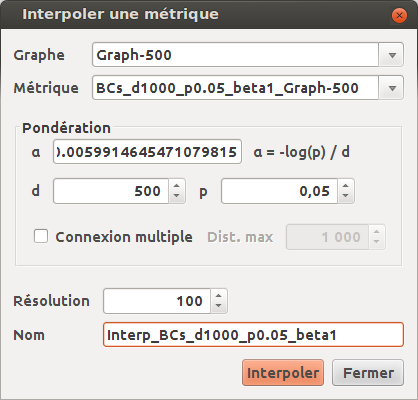 Interpoler une métrique
Graphe Graph-500
Métrique BCs_d1000_p0.05_beta1_Graph-500
Pondération
α 0.0059914645471079815 α = -log(p) / d
d 500 p 0,05
Connexion multiple Dist. max 1 000
Résolution 100
Nom Interp_BCs_d1000_p0.05_beta1
Interpoler Fermer